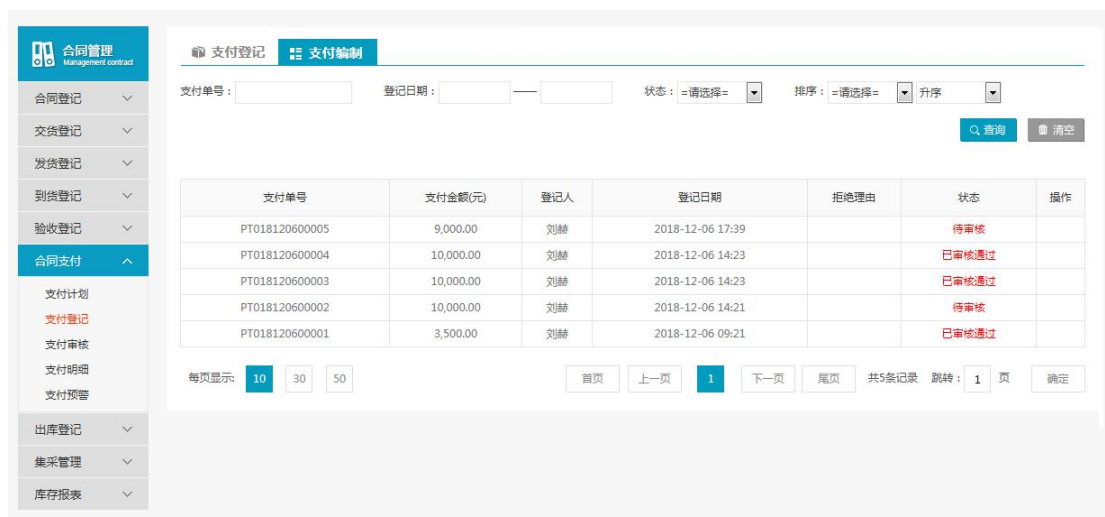 合同管理
Management contract
合同登记
交货登记
发货登记
到货登记
验收登记
合同支付
支付计划
支付登记
支付审核
支付明细
支付预警
出库登记
集采管理
库存报表
支付登记 支付编制
支付单号： 登记日期： —— 状态： =请选择= 排序： =请选择= 升序
查询 清空
支付单号 支付金额(元) 登记人 登记日期 拒绝理由 状态 操作
PT018120600005 9,000.00 刘赫 2018-12-06 17:39 待审核
PT018120600004 10,000.00 刘赫 2018-12-06 14:23 已审核通过
PT018120600003 10,000.00 刘赫 2018-12-06 14:23 已审核通过
PT018120600002 10,000.00 刘赫 2018-12-06 14:21 待审核
PT018120600001 3,500.00 刘赫 2018-12-06 09:21 已审核通过
每页显示: 10 30 50 首页 上一页 1 下一页 尾页 共5条记录 跳转： 1 页 确定